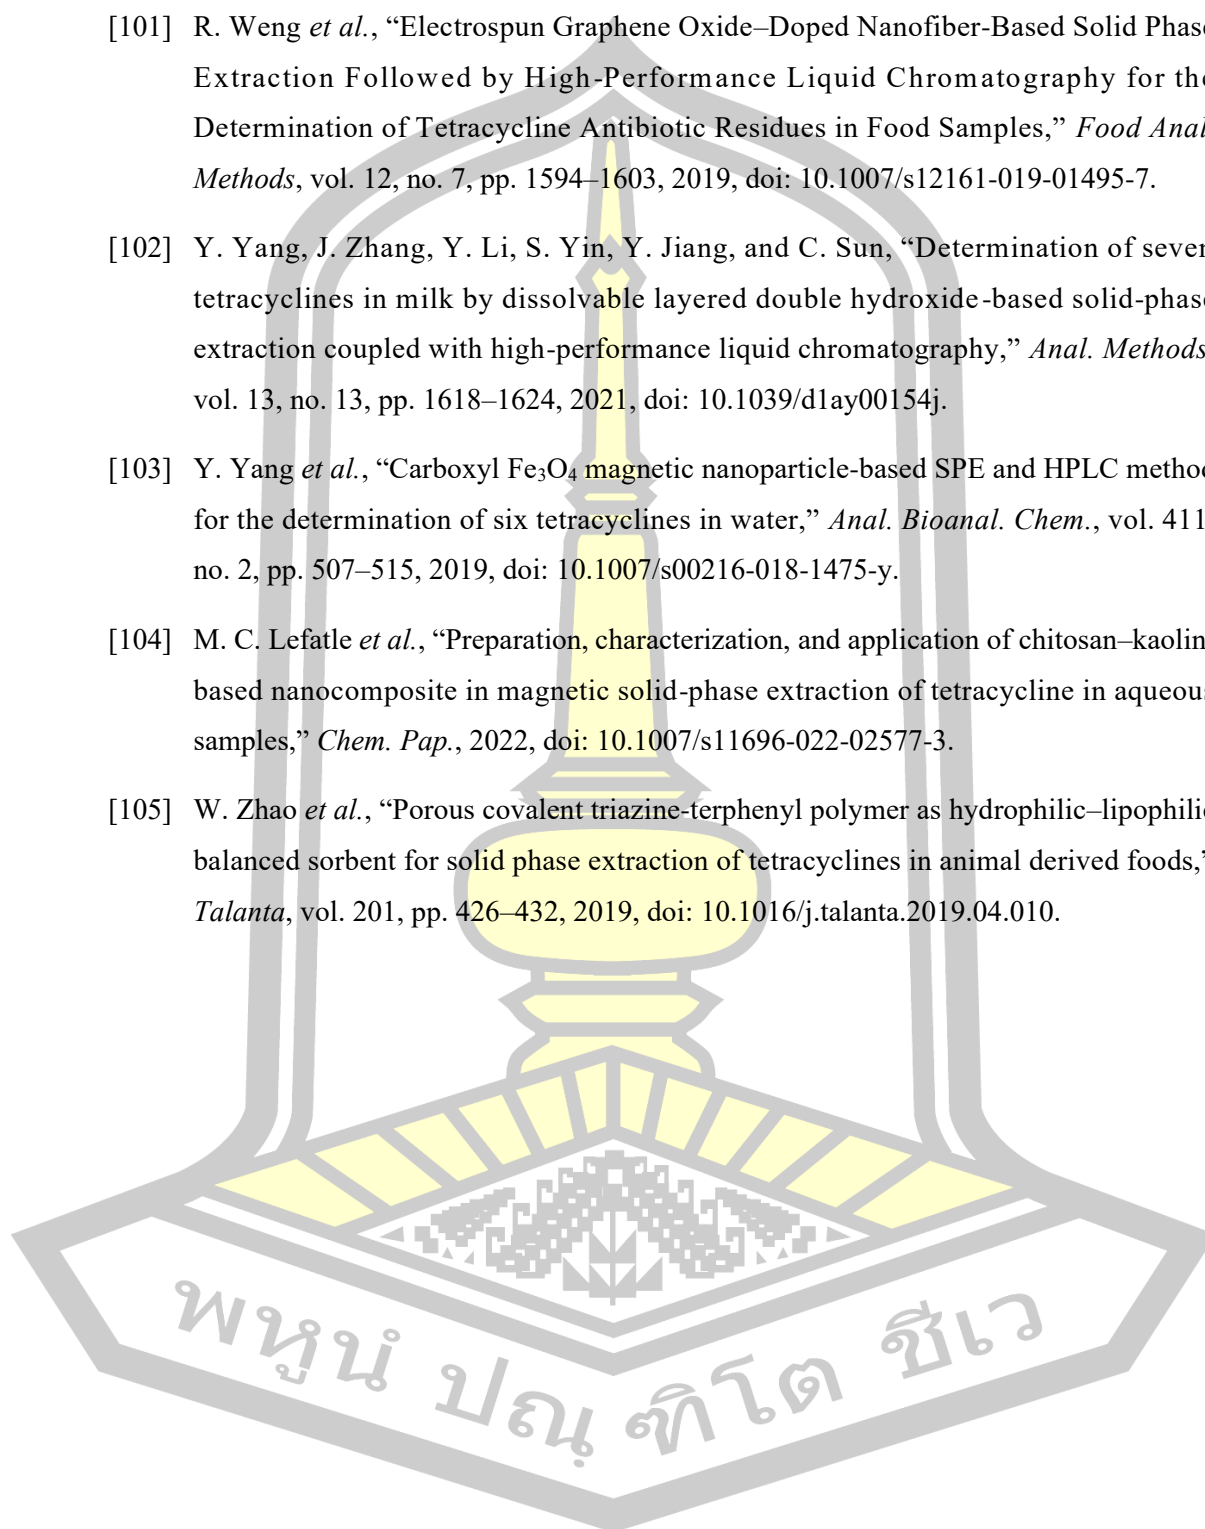 [101] R. Weng et al., “Electrospun Graphene Oxide–Doped Nanofiber-Based Solid Phase
Extraction Followed by High-Performance Liquid Chromatography for the
Determination of Tetracycline Antibiotic Residues in Food Samples,” Food Anal
Methods, vol. 12, no. 7, pp. 1594–1603, 2019, doi: 10.1007/s12161-019-01495-7.
[102] Y. Yang, J. Zhang, Y. Li, S. Yin, Y. Jiang, and C. Sun, “Determination of seven
tetracyclines in milk by dissolvable layered double hydroxide-based solid-phase
extraction coupled with high-performance liquid chromatography,” Anal. Methods
vol. 13, no. 13, pp. 1618–1624, 2021, doi: 10.1039/d1ay00154j.
[103] Y. Yang et al., “Carboxyl Fe₃O₄ magnetic nanoparticle-based SPE and HPLC method
for the determination of six tetracyclines in water,” Anal. Bioanal. Chem., vol. 411
no. 2, pp. 507–515, 2019, doi: 10.1007/s00216-018-1475-y.
[104] M. C. Lefatle et al., “Preparation, characterization, and application of chitosan–kaolin
based nanocomposite in magnetic solid-phase extraction of tetracycline in aqueous
samples,” Chem. Pap., 2022, doi: 10.1007/s11696-022-02577-3.
[105] W. Zhao et al., “Porous covalent triazine-terphenyl polymer as hydrophilic–lipophilic
balanced sorbent for solid phase extraction of tetracyclines in animal derived foods,”
Talanta, vol. 201, pp. 426–432, 2019, doi: 10.1016/j.talanta.2019.04.010.
พหูนํ ปณฺ ฑิโต ชีเว